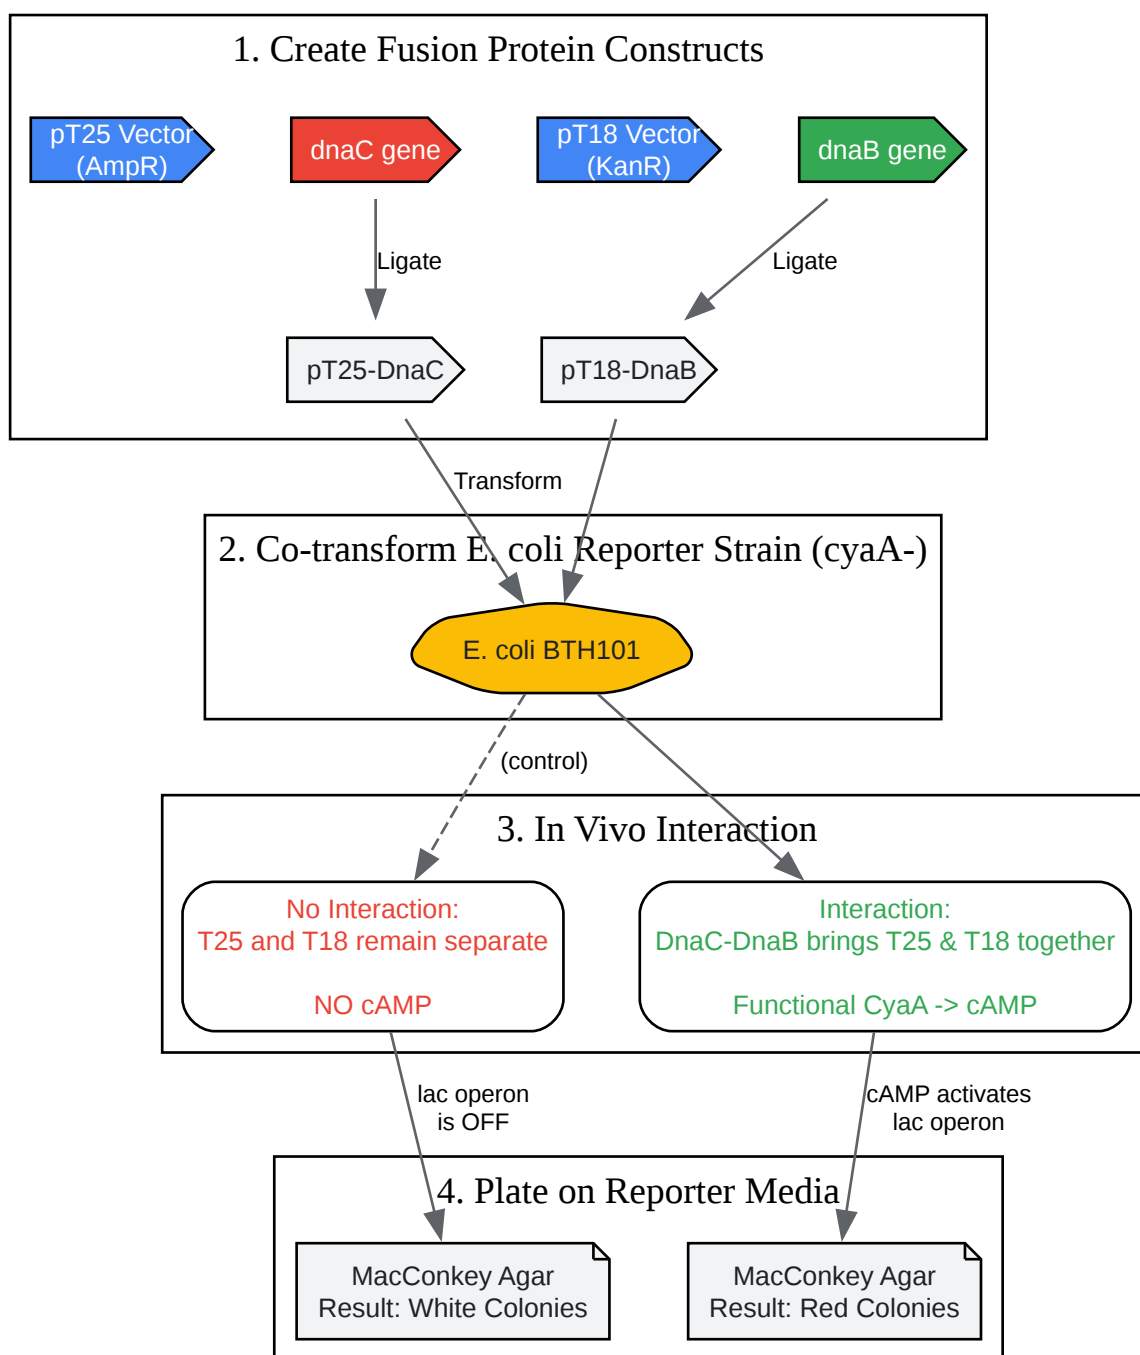 1. Create Fusion Protein Constructs
pT25 Vector
(AmpR)
dnaC gene
pT18 Vector
(KanR)
dnaB gene
Ligate
Ligate
pT25-DnaC
pT18-DnaB
Transform
2. Co-transform E. coli Reporter Strain (cyaA-)
E. coli BTH101
(control)
3. In Vivo Interaction
No Interaction:
T25 and T18 remain separate
NO cAMP
Interaction:
DnaC-DnaB brings T25 & T18 together
Functional CyaA -> cAMP
lac operon
is OFF
cAMP activates
lac operon
4. Plate on Reporter Media
MacConkey Agar
Result: White Colonies
MacConkey Agar
Result: Red Colonies